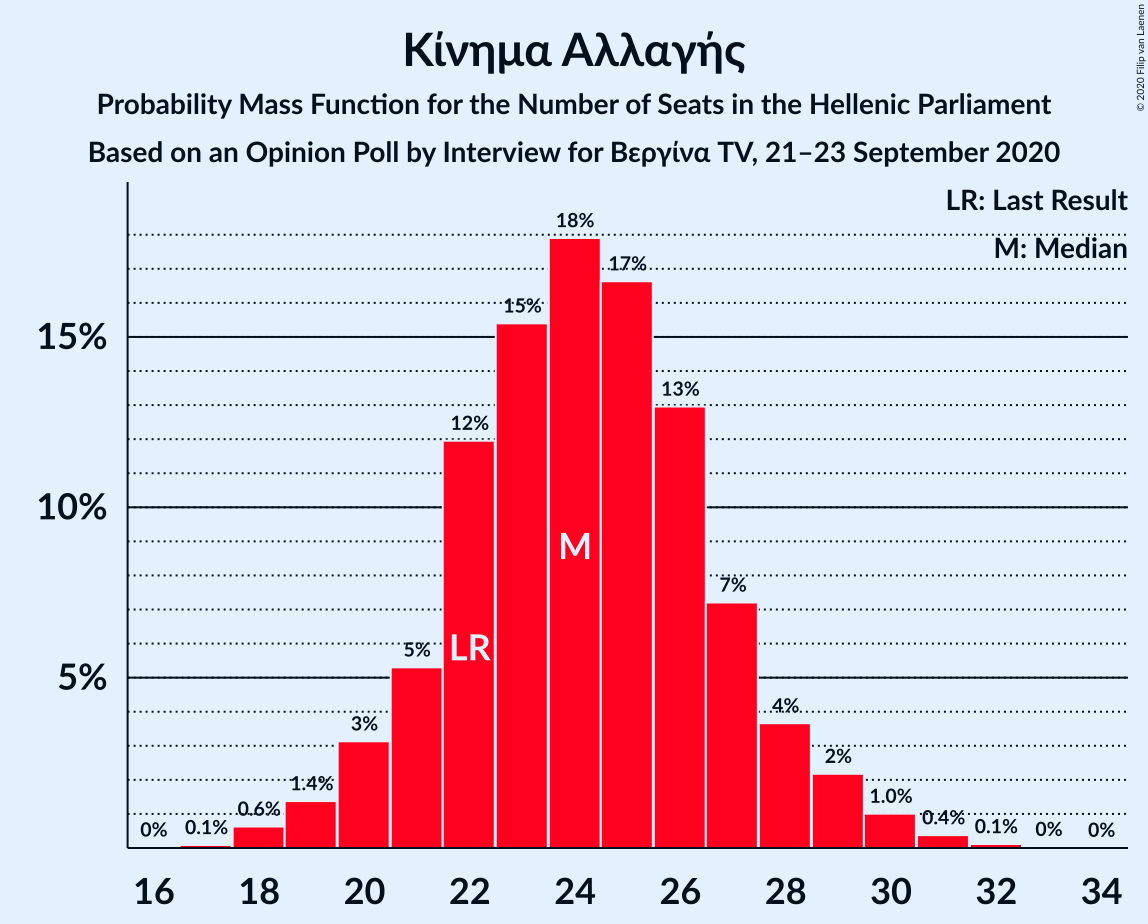 Κίνημα Αλλαγής
Probability Mass Function for the Number of Seats in the Hellenic Parliament
Based on an Opinion Poll by Interview for Βεργίνα TV, 21–23 September 2020
© 2020 Filip van Laenen
LR: Last Result
M: Median
15%
10%
5%
0%
0.1%
0.6%
1.4%
3%
5%
12%
15%
18%
17%
13%
7%
4%
2%
1.0%
0.4%
0.1%
0%
0%
LR
M
16 18 20 22 24 26 28 30 32 34